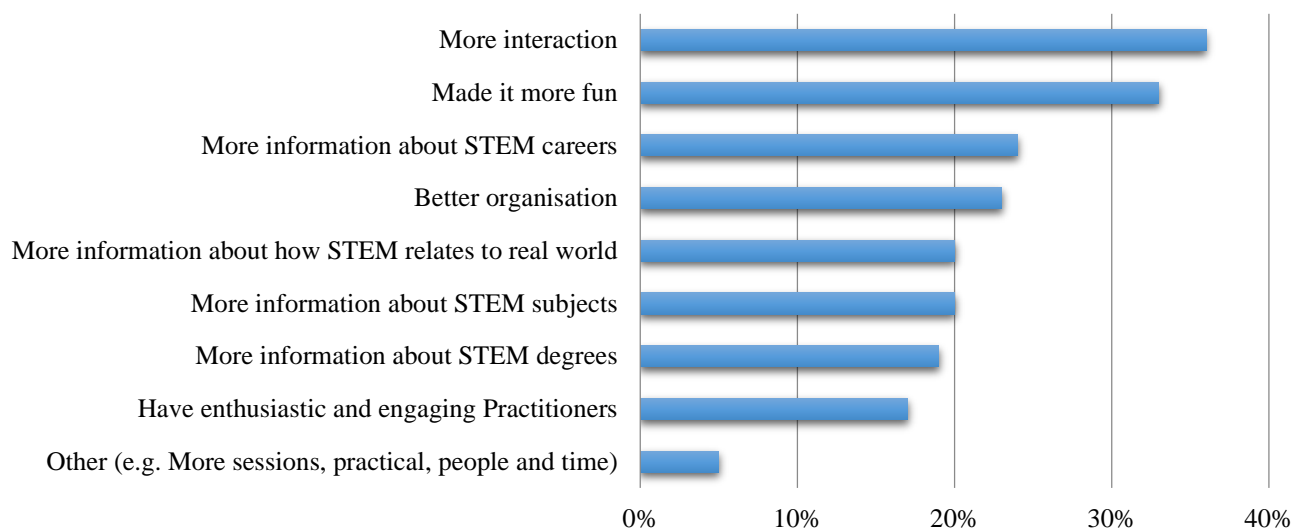 More interaction
Made it more fun
More information about STEM careers
Better organisation
More information about how STEM relates to real world
More information about STEM subjects
More information about STEM degrees
Have enthusiastic and engaging Practitioners
Other (e.g. More sessions, practical, people and time)
0% 10% 20% 30% 40%